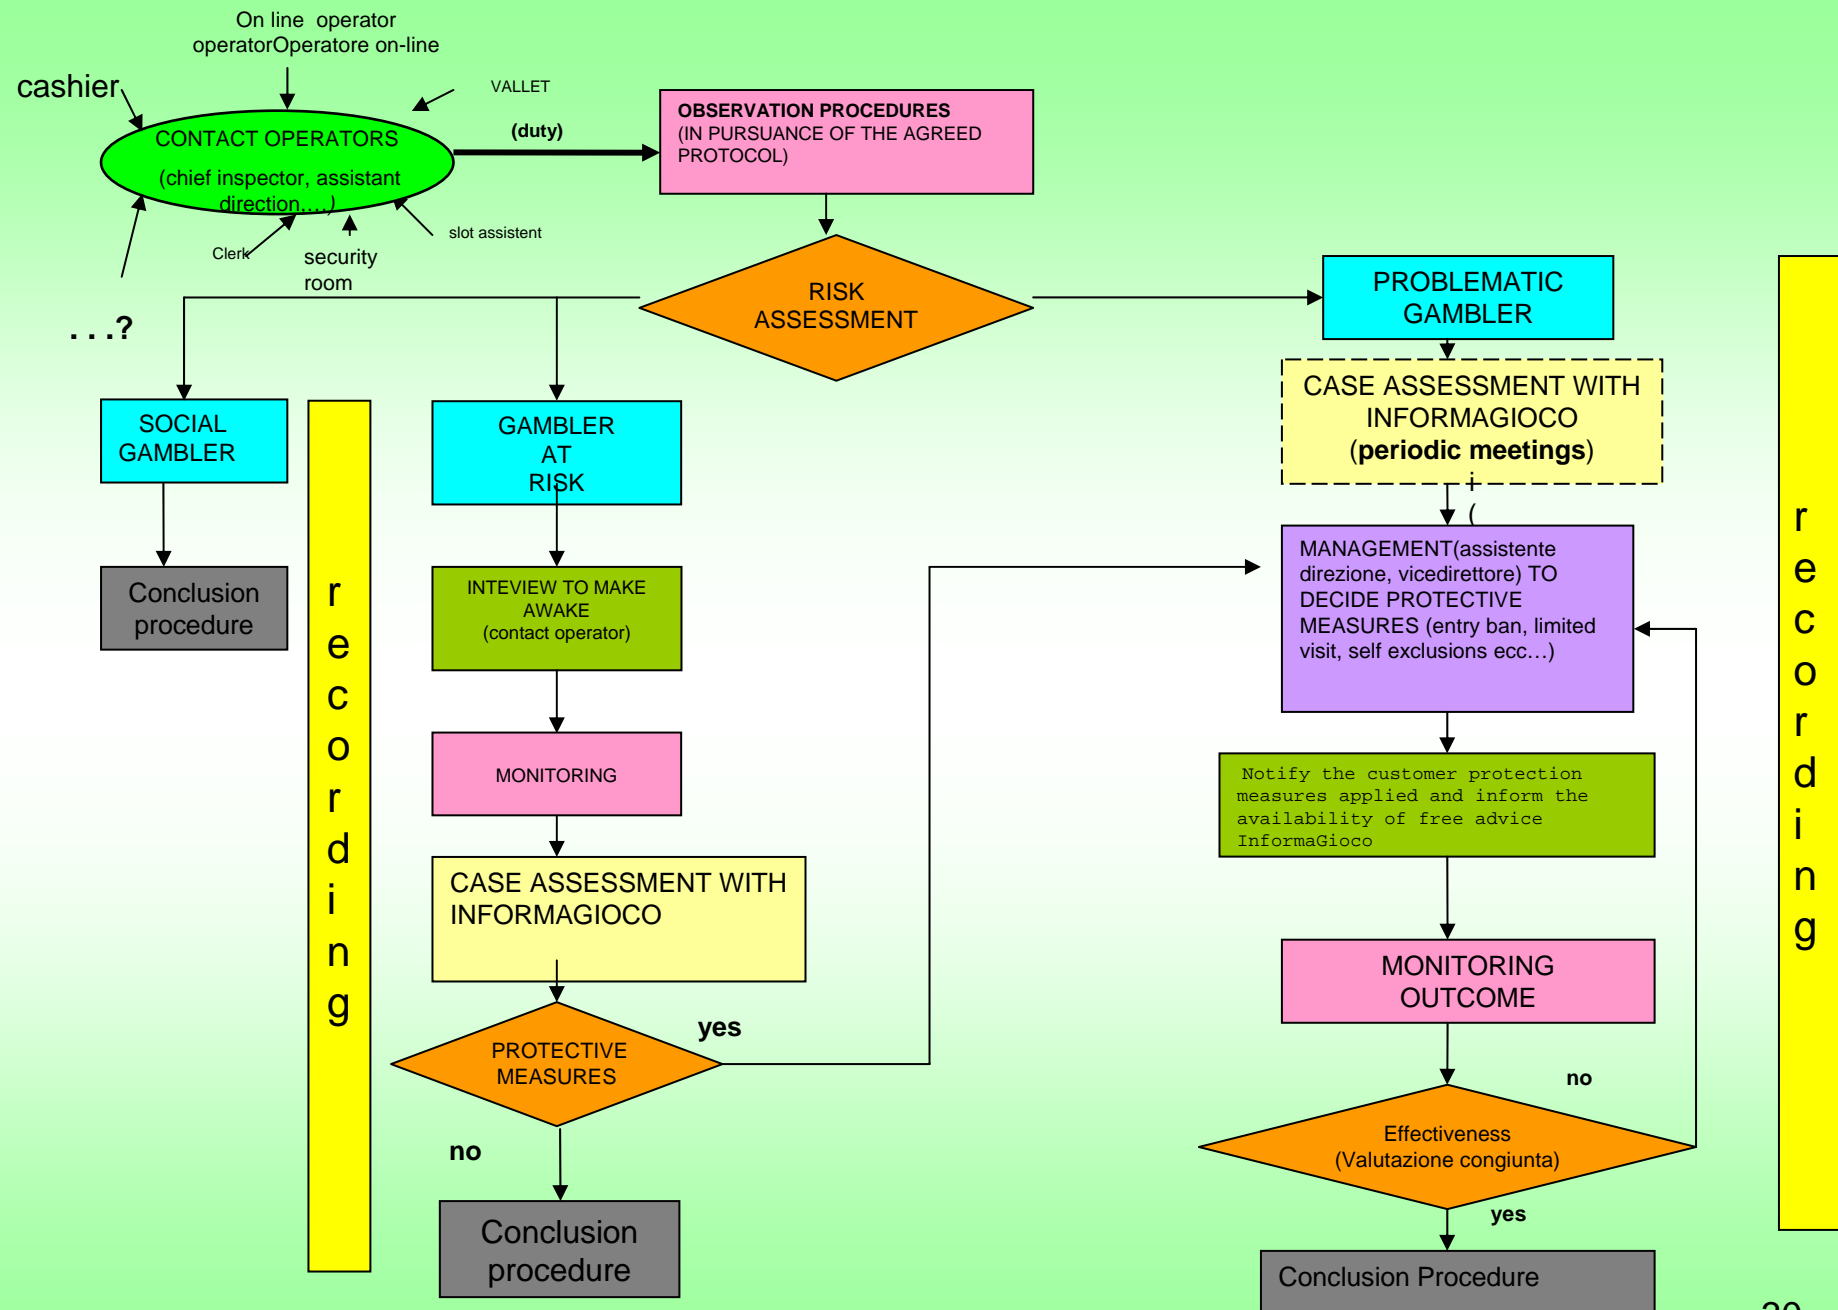 On line  operator
operatorOperatore on-line
cashier
VALLET
CONTACT OPERATORS
(chief inspector, assistant
direction,…)
(duty)
OBSERVATION PROCEDURES
(IN PURSUANCE OF THE AGREED
PROTOCOL)
Clerk
security
room
slot assistent
. . .?
RISK
ASSESSMENT
PROBLEMATIC
GAMBLER
CASE ASSESSMENT WITH
INFORMAGIOCO
(periodic meetings)
i
(
SOCIAL
GAMBLER
GAMBLER
AT
RISK
Conclusion
procedure
r
e
c
o
r
d
i
n
g
INTEVIEW TO MAKE
AWAKE
(contact operator)
MONITORING
CASE ASSESSMENT WITH
INFORMAGIOCO
PROTECTIVE
MEASURES
yes
no
Conclusion
procedure
MANAGEMENT(assistente
direzione, vicedirettore) TO
DECIDE PROTECTIVE
MEASURES (entry ban, limited
visit, self exclusions ecc…)
Notify the customer protection
measures applied and inform the
availability of free advice
InformaGioco
MONITORING
OUTCOME
no
Effectiveness
(Valutazione congiunta)
yes
Conclusion Procedure
r
e
c
o
r
d
i
n
g